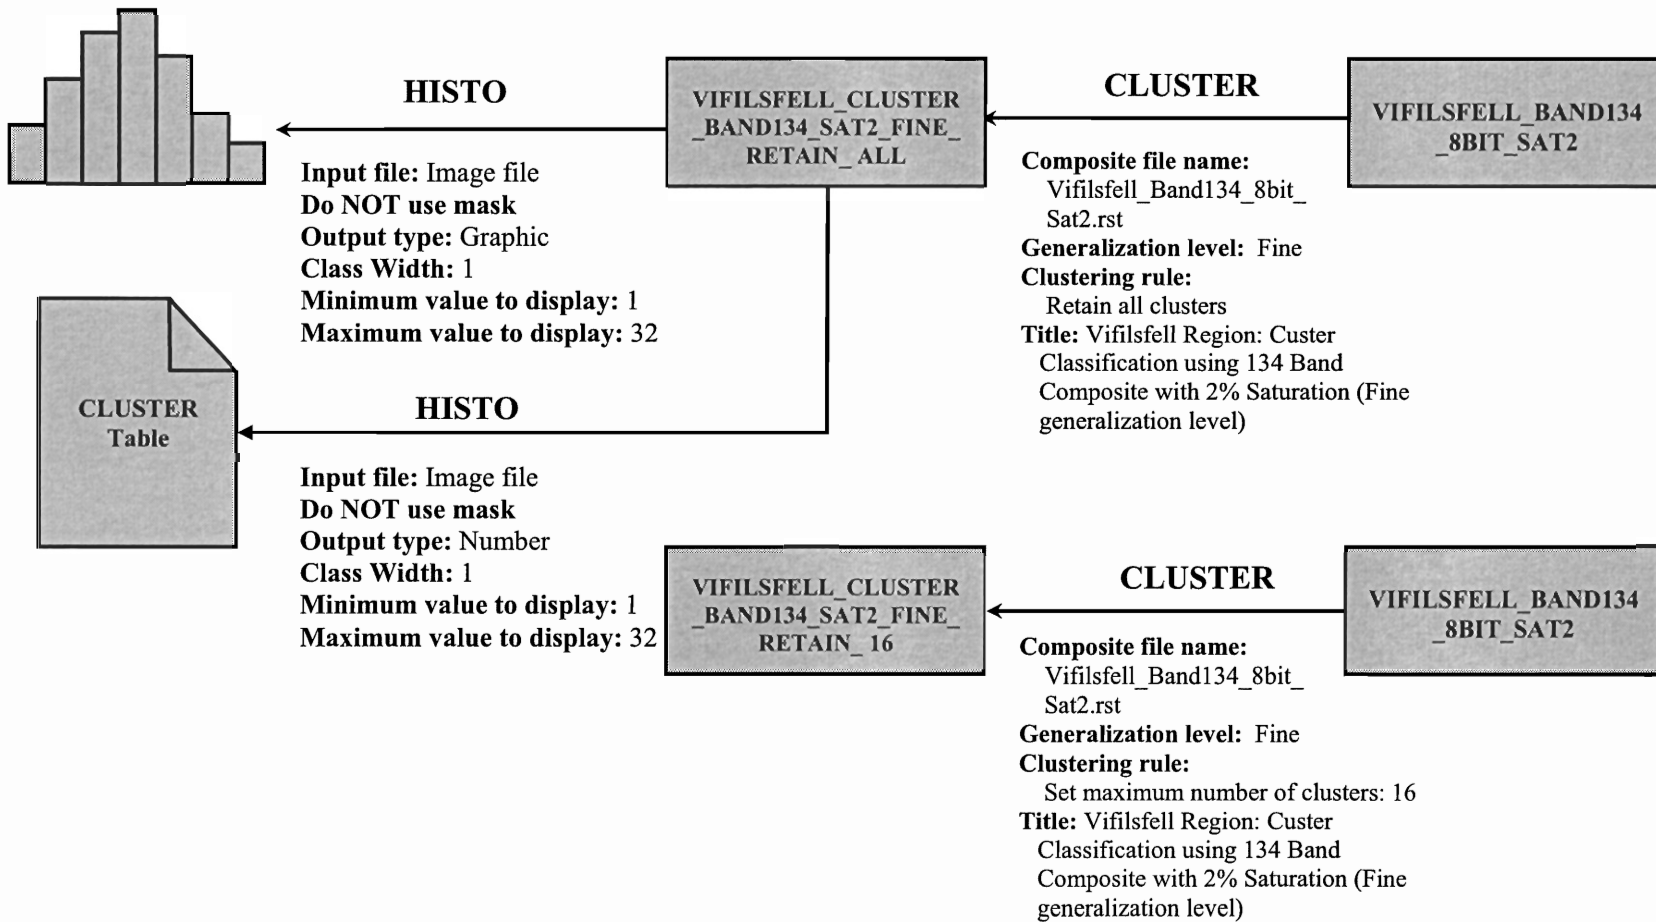 HISTO
Input file: Image file
Do NOT use mask
Output type: Graphic
Class Width: 1
Minimum value to display: 1
Maximum value to display: 32
VIFILSFELL_CLUSTER
_BAND134_SAT2_FINE_
RETAIN_ ALL
CLUSTER
Composite file name:
Vifilsfell_Band134_8bit_
Sat2.rst
Generalization level: Fine
Clustering rule:
Retain all clusters
Title: Vifilsfell Region: Custer
Classification using 134 Band
Composite with 2% Saturation (Fine
generalization level)
VIFILSFELL_BAND134
_8BIT_SAT2
CLUSTER
Table
HISTO
Input file: Image file
Do NOT use mask
Output type: Number
Class Width: 1
Minimum value to display: 1
Maximum value to display: 32
VIFILSFELL_CLUSTER
_BAND134_SAT2_FINE_
RETAIN_ 16
CLUSTER
Composite file name:
Vifilsfell_Band134_8bit_
Sat2.rst
Generalization level: Fine
Clustering rule:
Set maximum number of clusters: 16
Title: Vifilsfell Region: Custer
Classification using 134 Band
Composite with 2% Saturation (Fine
generalization level)
VIFILSFELL_BAND134
_8BIT_SAT2